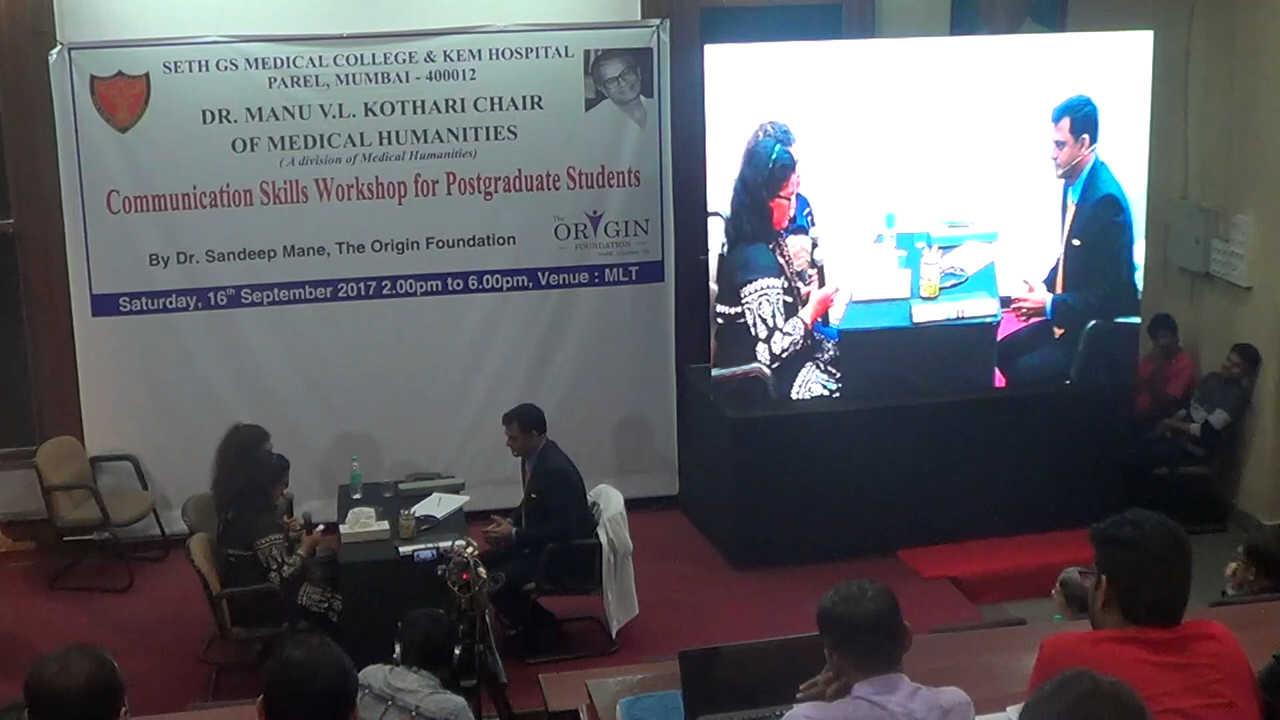 SETH GS MEDICAL COLLEGE & KEM HOSPITAL
PAREL, MUMBAI - 400012
DR. MANU V.L. KOTHARI CHAIR
OF MEDICAL HUMANITIES
( A division of Medical Humanities)
Communication Skills Workshop for Postgraduate Students
By Dr. Sandeep Mane, The Origin Foundation
The
ORIGIN
FOUNDATION
Saturday, 16th September 2017 2.00pm to 6.00pm, Venue : MLT